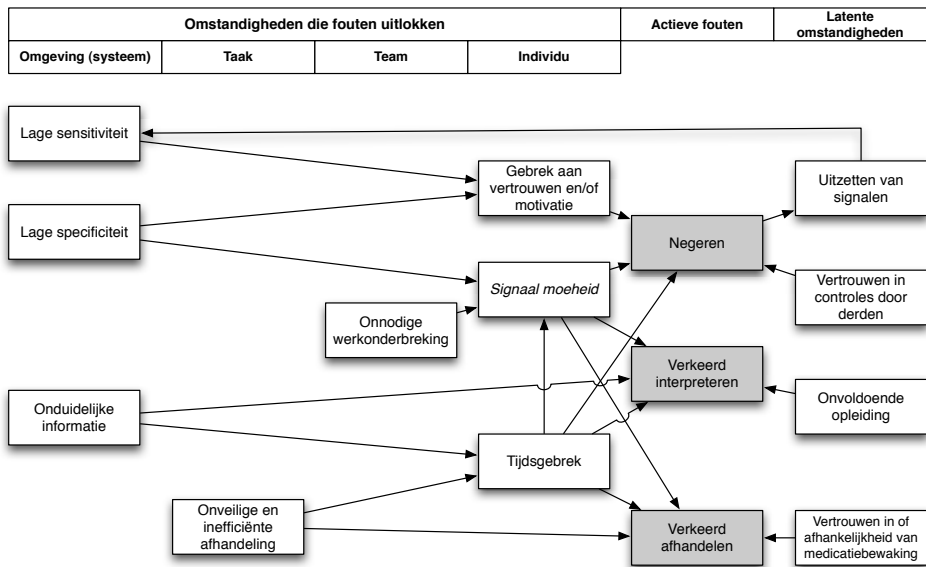 Omstandigheden die fouten uitlokken
Actieve fouten
Latente
omstandigheden
Omgeving (systeem)
Taak
Team
Individu
Lage sensitiviteit
Gebrek aan
vertrouwen en/of
motivatie
Uitzetten van
signalen
Lage specificiteit
Negeren
Signaal moeheid
Vertrouwen in
controles door
derden
Onnodige
werkonderbreking
Verkeerd
interpreteren
Onduidelijke
informatie
Onvoldoende
opleiding
Tijdsgebrek
Onveilige en
inefficiënte
afhandeling
Verkeerd
afhandelen
Vertrouwen in of
afhankelijkheid van
medicatiebewaking